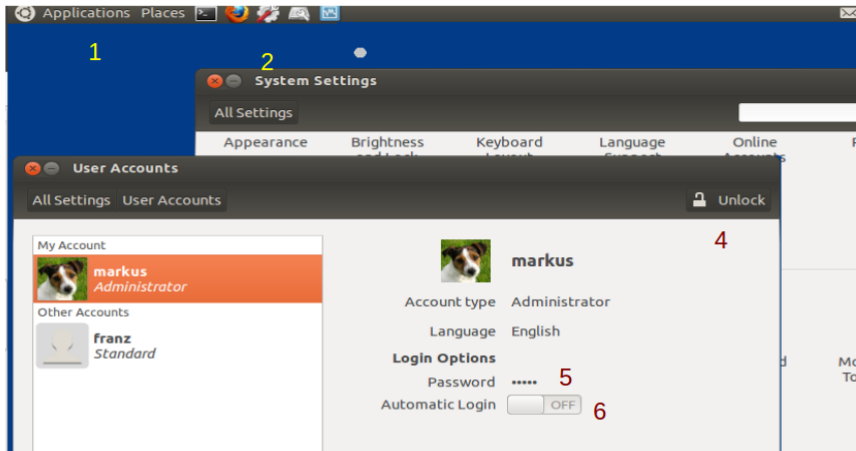 Applications Places
1
2
System Settings
All Settings
Appearance Brightness Keyboard Language Online
User Accounts
All Settings User Accounts Unlock
4
My Account
markus
Administrator
Other Accounts
franz
Standard
markus
Account type Administrator
Language English
Login Options
Password ••••• 5
Automatic Login OFF 6